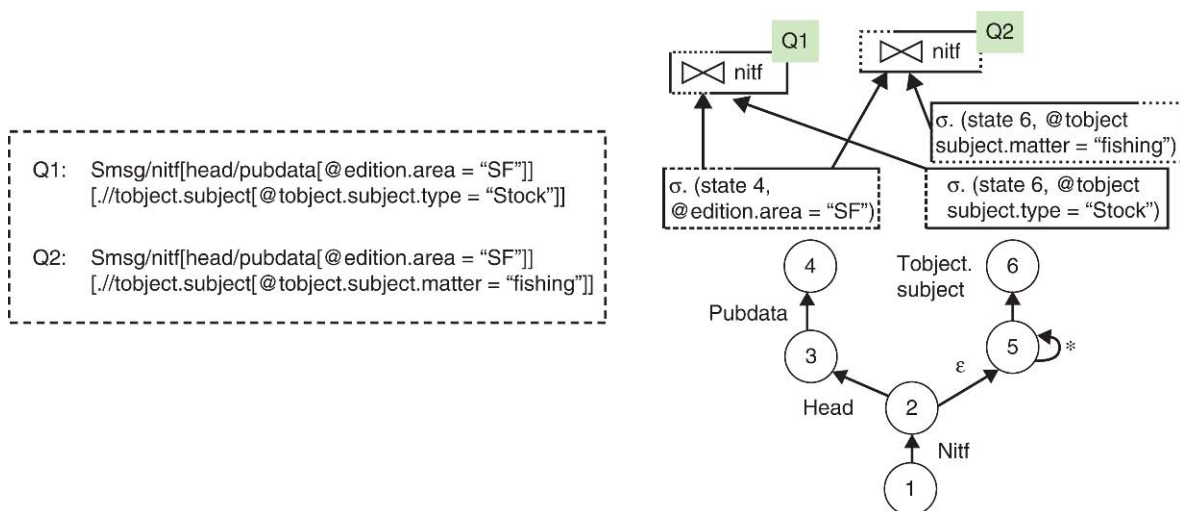 Q1: Smsg/nitf[head/pubdata[@edition.area = “SF”]]
[.//tobject.subject[@tobject.subject.type = “Stock”]]
Q2: Smsg/nitf[head/pubdata[@edition.area = “SF”]]
[.//tobject.subject[@tobject.subject.matter = “fishing”]]
Q1
nitf
Q2
nitf
σ. (state 6, @tobject
subject.matter = “fishing”)
σ. (state 4,
@edition.area = “SF”)
σ. (state 6, @tobject
subject.type = “Stock”)
4
Tobject.
subject
6
Pubdata
3
5
*
ε
Head
2
Nitf
1